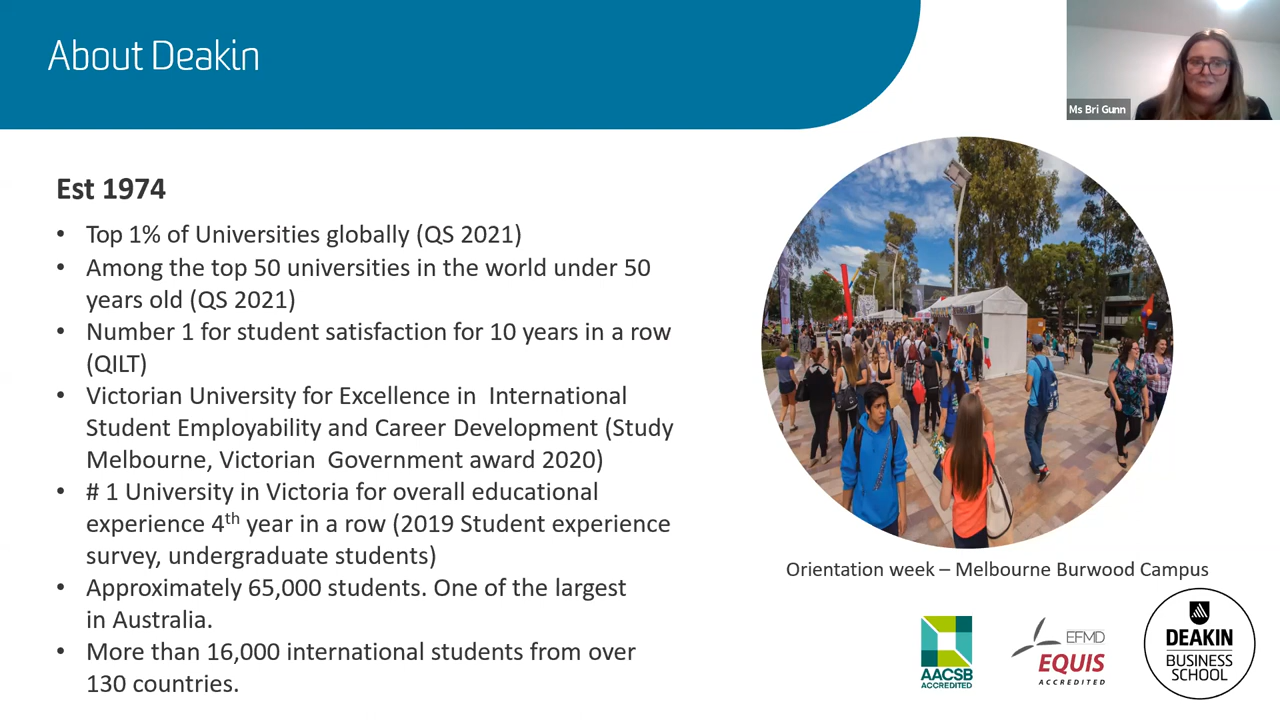 About Deakin
Ms Bri Gunn
Est 1974
• Top 1% of Universities globally (QS 2021)
• Among the top 50 universities in the world under 50
years old (QS 2021)
• Number 1 for student satisfaction for 10 years in a row
(QILT)
• Victorian University for Excellence in  International
Student Employability and Career Development (Study
Melbourne, Victorian  Government award 2020)
• # 1 University in Victoria for overall educational
experience 4th year in a row (2019 Student experience
survey, undergraduate students)
• Approximately 65,000 students. One of the largest
in Australia.
• More than 16,000 international students from over
130 countries.
Orientation week – Melbourne Burwood Campus
AACSB
ACCREDITED
EFMD
EQUIS
ACCREDITED
DEAKIN
BUSINESS
SCHOOL